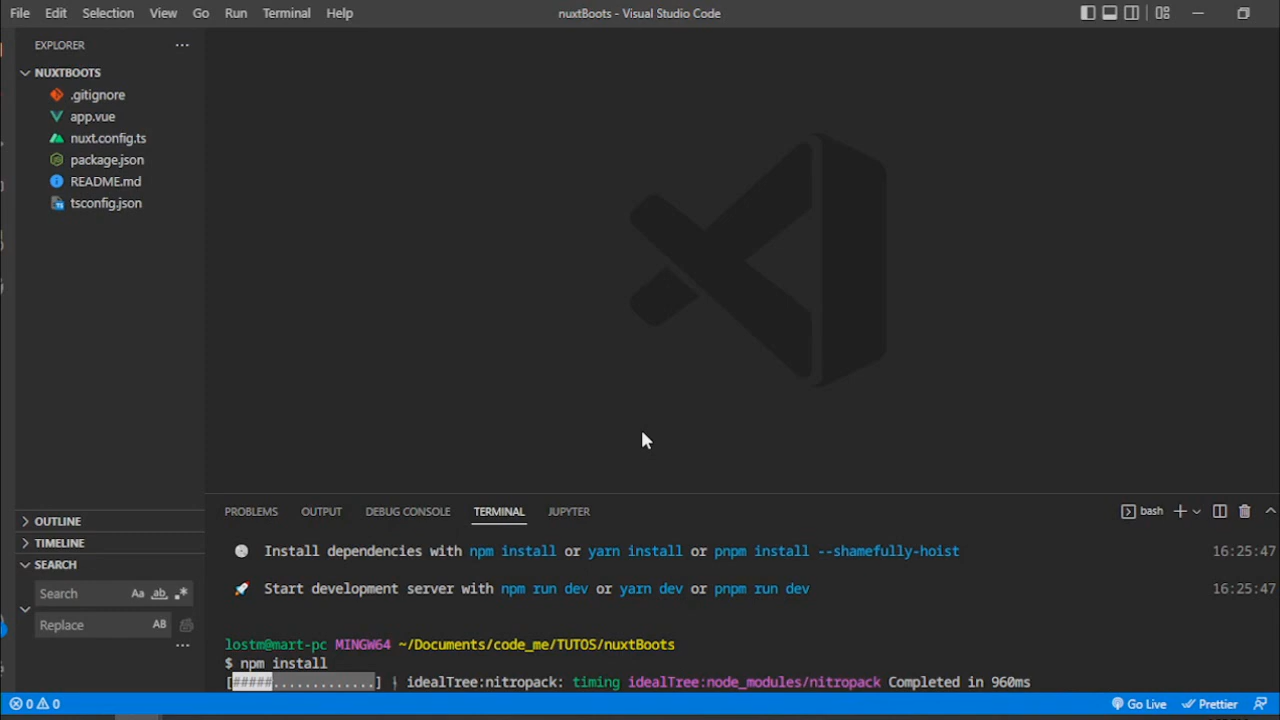 File Edit Selection View Go Run Terminal Help
nuxtBoots - Visual Studio Code
EXPLORER
NUXTBOOTS
.gitignore
app.vue
nuxt.config.ts
package.json
README.md
tsconfig.json
OUTLINE
TIMELINE
SEARCH
Search Aa ab .*
Replace AB
PROBLEMS OUTPUT DEBUG CONSOLE TERMINAL JUPYTER
bash
Install dependencies with npm install or yarn install or pnpm install --shamefully-hoist 16:25:47
Start development server with npm run dev or yarn dev or pnpm run dev 16:25:47
lostm@mart-pc MINGW64 ~/Documents/code_me/TUTOS/nuxtBoots
$ npm install
[#####.............] | idealTree:nitropack: timing idealTree:node_modules/nitropack Completed in 960ms
0 0 Go Live Prettier